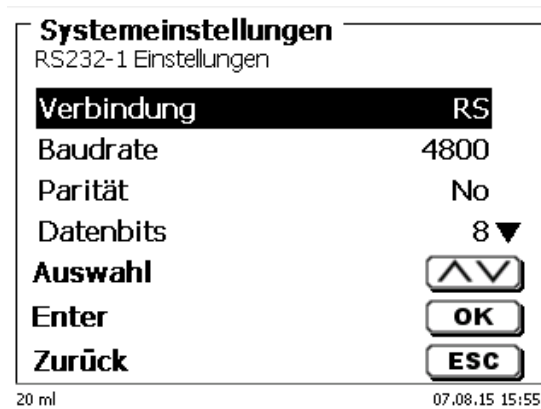 Systemeinstellungen
RS232-1 Einstellungen
Verbindung RS
Baudrate 4800
Parität No
Datenbits 8
Auswahl
Enter OK
Zurück ESC
20 ml 07.08.15 15:55